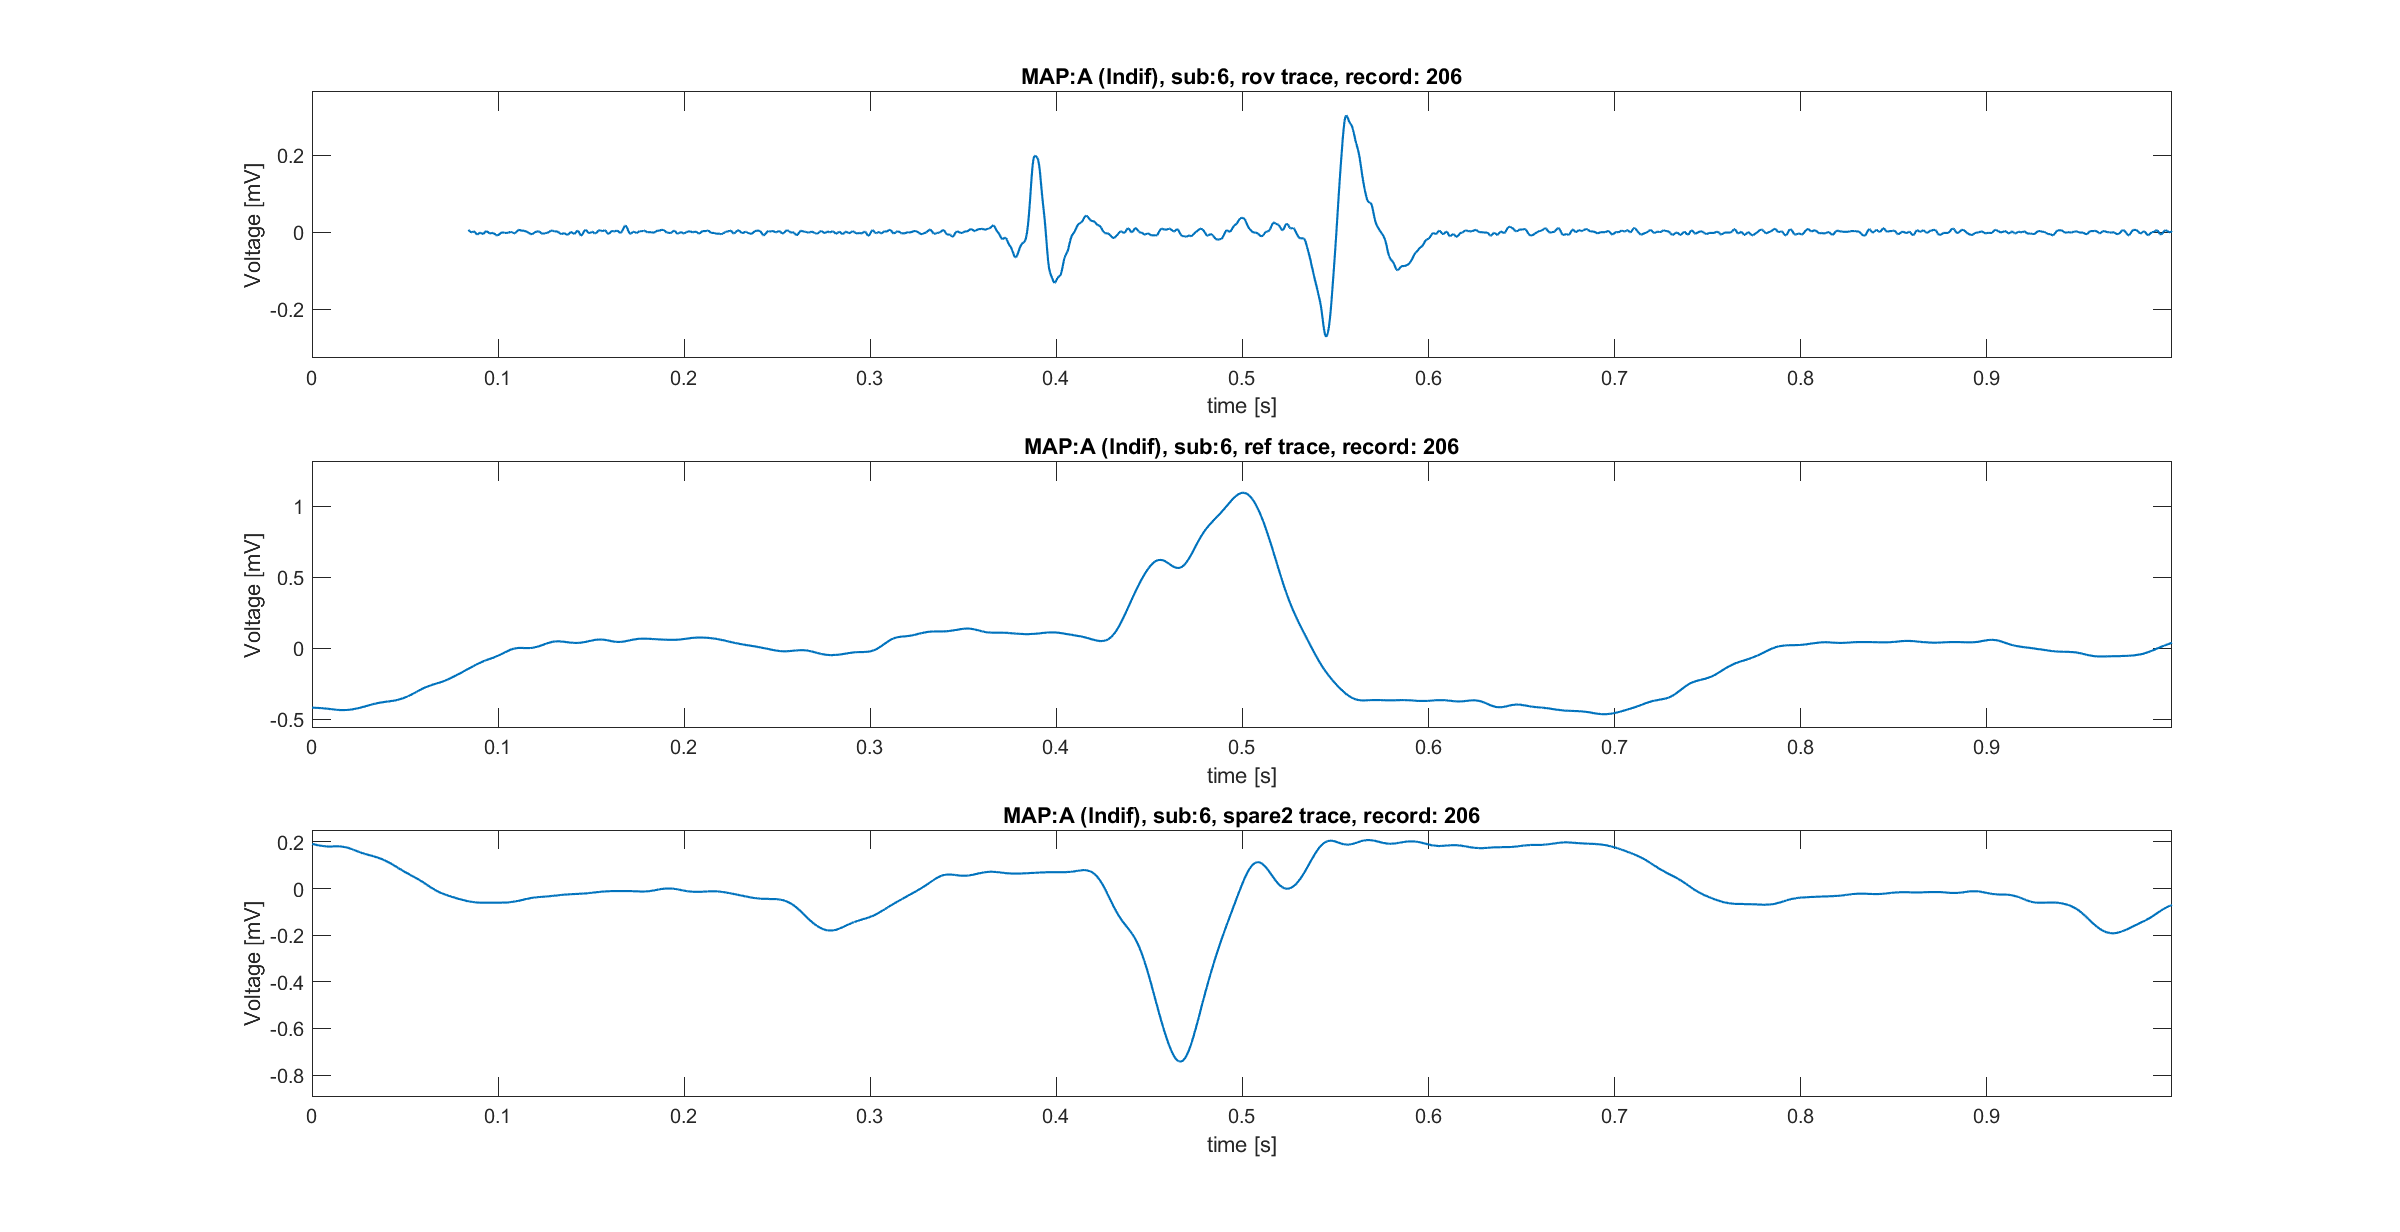 MAP:A (Indif), sub:6, rov trace, record: 206
Voltage [mV]
0.2
0
-0.2
0 0.1 0.2 0.3 0.4 0.5 0.6 0.7 0.8 0.9
time [s]
MAP:A (Indif), sub:6, ref trace, record: 206
Voltage [mV]
1
0.5
0
-0.5
0 0.1 0.2 0.3 0.4 0.5 0.6 0.7 0.8 0.9
time [s]
MAP:A (Indif), sub:6, spare2 trace, record: 206
Voltage [mV]
0.2
0
-0.2
-0.4
-0.6
-0.8
0 0.1 0.2 0.3 0.4 0.5 0.6 0.7 0.8 0.9
time [s]